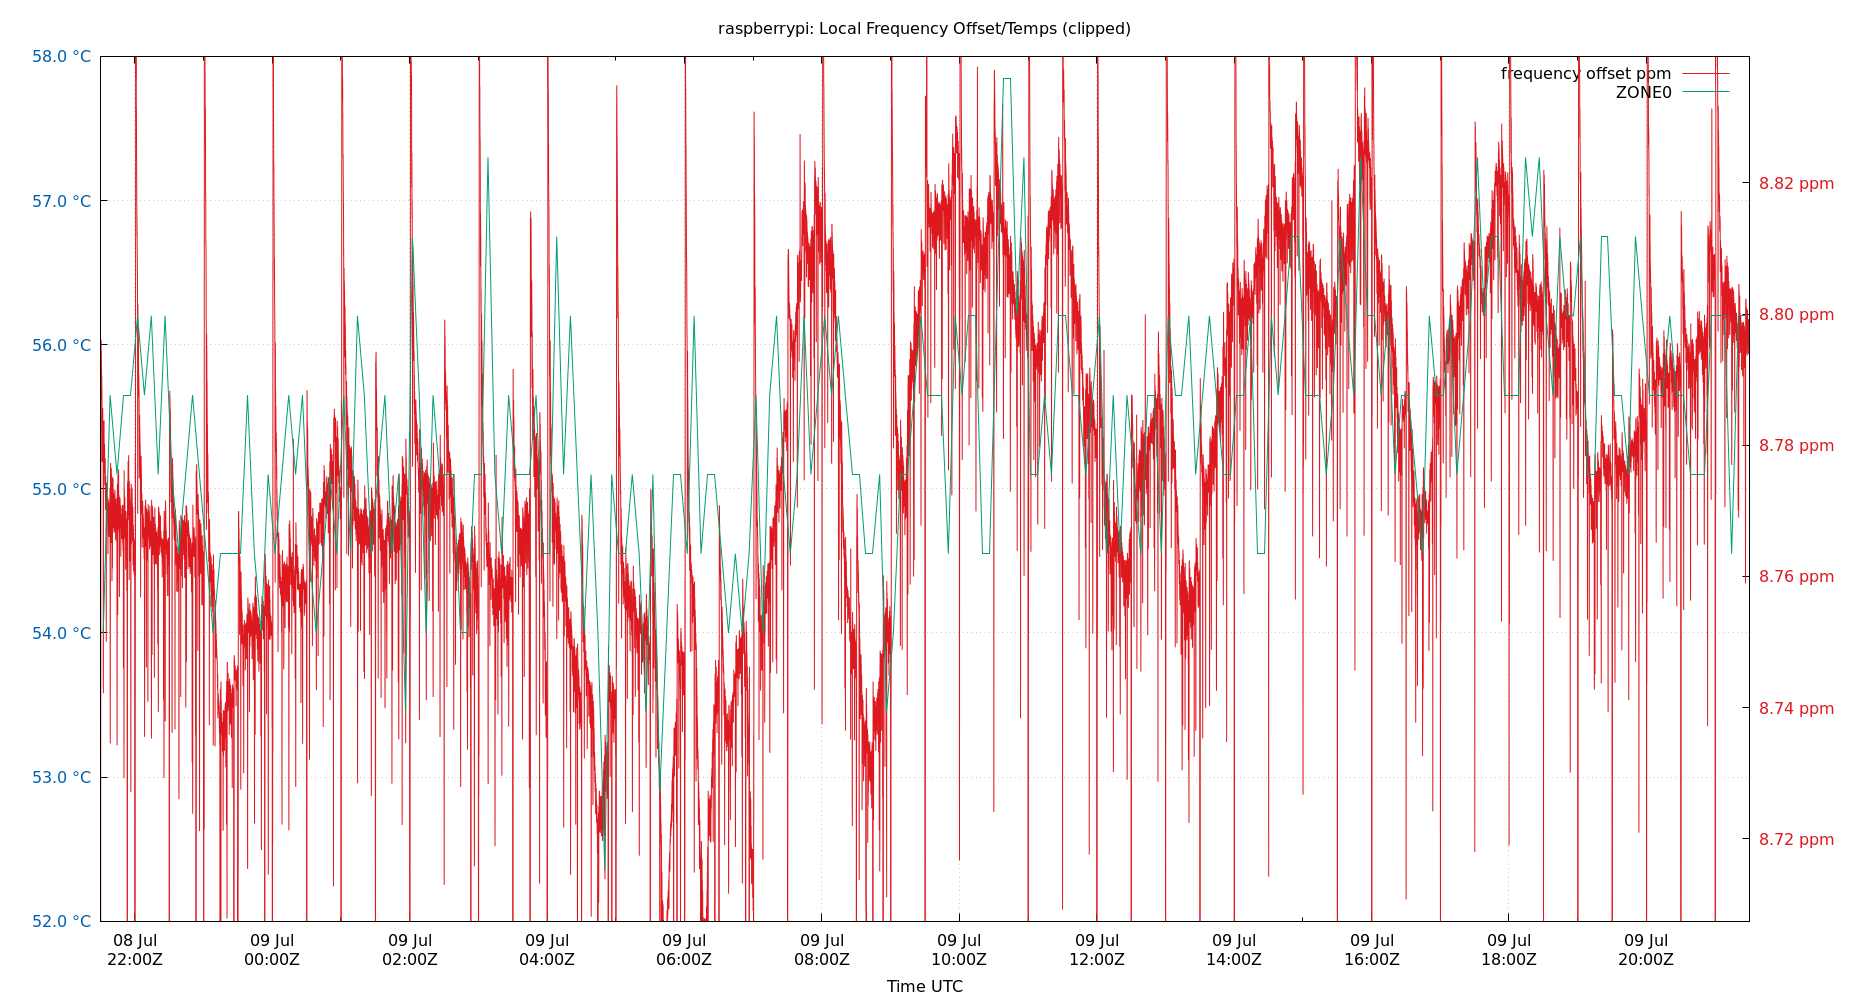 raspberrypi: Local Frequency Offset/Temps (clipped)
58.0 °C
57.0 °C
56.0 °C
55.0 °C
54.0 °C
53.0 °C
52.0 °C
frequency offset ppm
ZONE0
8.82 ppm
8.80 ppm
8.78 ppm
8.76 ppm
8.74 ppm
8.72 ppm
08 Jul
22:00Z
09 Jul
00:00Z
09 Jul
02:00Z
09 Jul
04:00Z
09 Jul
06:00Z
09 Jul
08:00Z
09 Jul
10:00Z
09 Jul
12:00Z
09 Jul
14:00Z
09 Jul
16:00Z
09 Jul
18:00Z
09 Jul
20:00Z
Time UTC